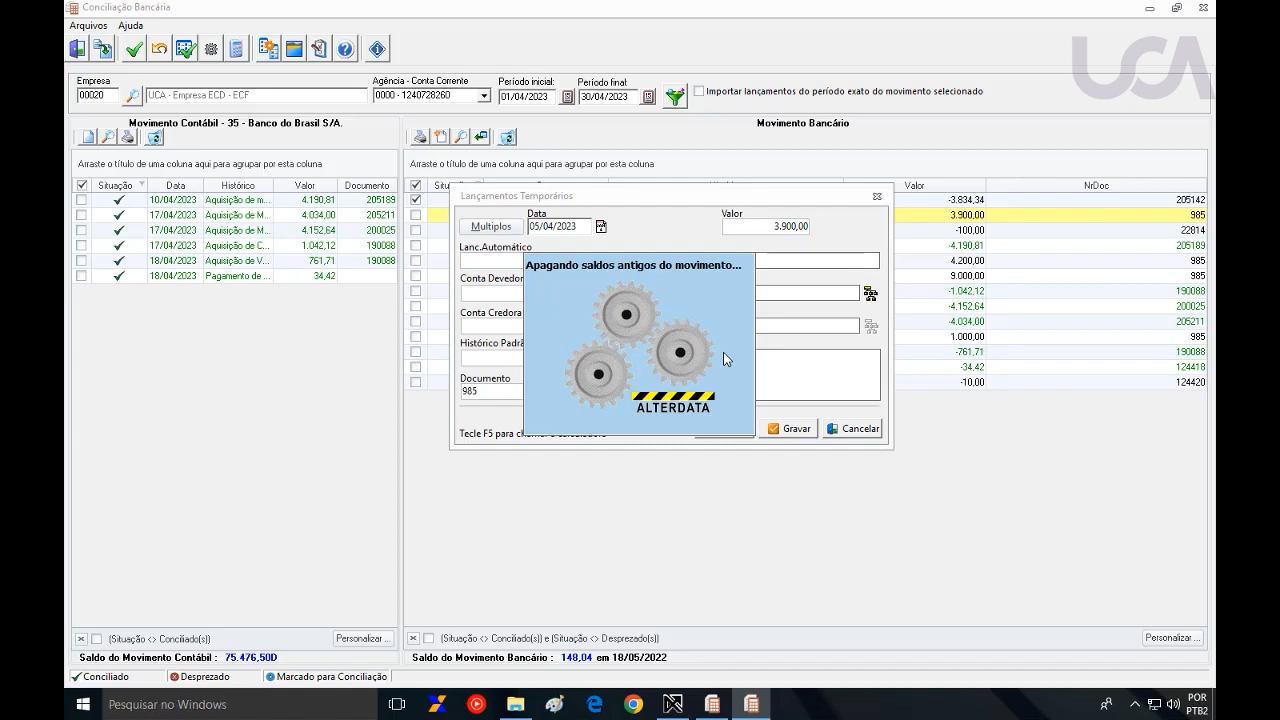 Conciliação Bancária
Arquivos Ajuda
UCA
Empresa
00020
UCA - Empresa ECD - ECF
Agência - Conta Corrente
0000 - 1240728260
Período inicial:
01/04/2023
Período final:
30/04/2023
Importar lançamentos do período exato do movimento selecionado
Movimento Contábil - 35 - Banco do Brasil S/A.
Movimento Bancário
Arraste o título de uma coluna aqui para agrupar por esta coluna
Arraste o título de uma coluna aqui para agrupar por esta coluna
Situação Data Histórico Valor Documento
10/04/2023 Aquisição de m... 4.190,81 205189
17/04/2023 Aquisição de M... 4.034,00 205211
17/04/2023 Aquisição de M... 4.152,64 200025
17/04/2023 Aquisição de C... 1.042,12 190088
18/04/2023 Aquisição de V... 761,71 190088
18/04/2023 Pagamento de ... 34,42
Valor NrDoc
-3.834,34 205142
3.900,00 985
-100,00 22814
-4.190,81 205189
4.200,00 985
9.000,00 985
-1.042,12 190088
-4.152,64 200025
-4.034,00 205211
1.000,00 985
-761,71 190088
-34,42 124418
-10,00 124420
Lançamentos Temporários
Multiplos
Data
05/04/2023
Valor
3.900,00
Lanc.Automático
Conta Devedo
Conta Credora
Histórico Padrã
Documento
985
Apagando saldos antigos do movimento...
ALTERDATA
Gravar Cancelar
(Situação <> Conciliado(s))
Personalizar ...
(Situação <> Conciliado(s)) e (Situação <> Desprezado(s))
Personalizar ...
Saldo do Movimento Contábil : 75.476,50D
Saldo do Movimento Bancário : 148,04 em 18/05/2022
Conciliado Desprezado Marcado para Conciliação
Pesquisar no Windows
POR
PTB2